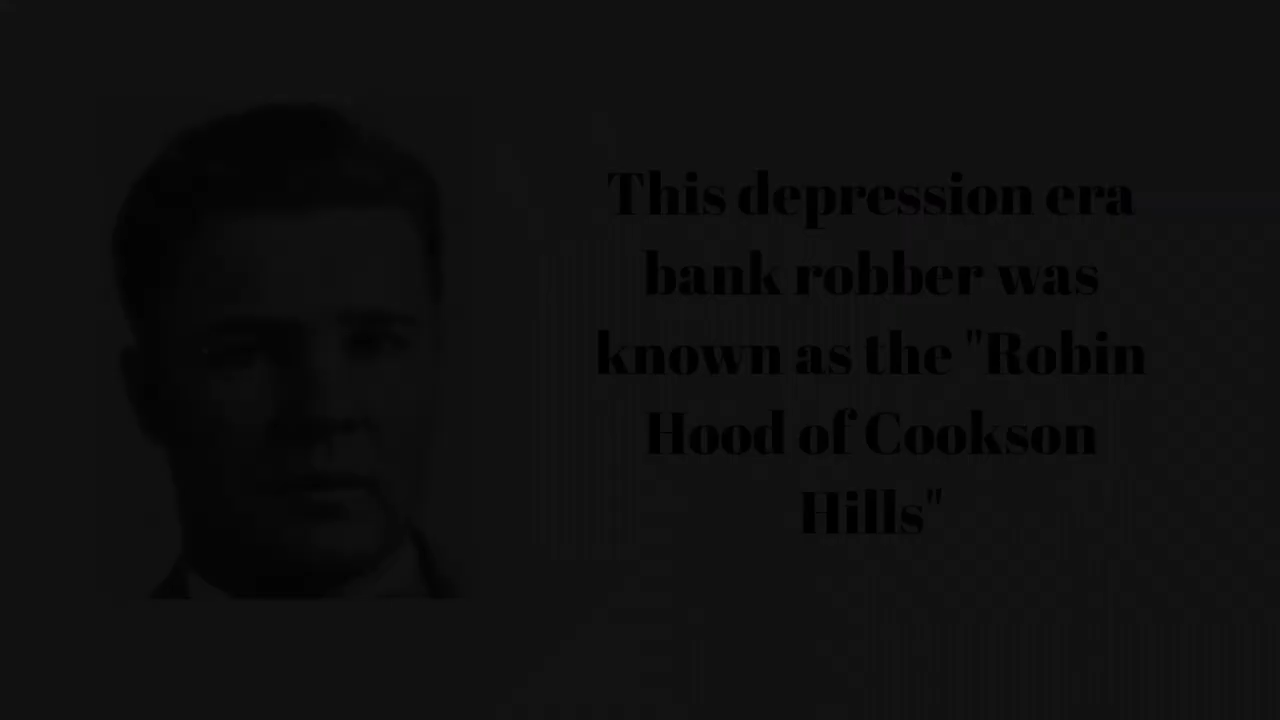 This depression era
bank robber was
known as the "Robin
Hood of Cookson
Hills"